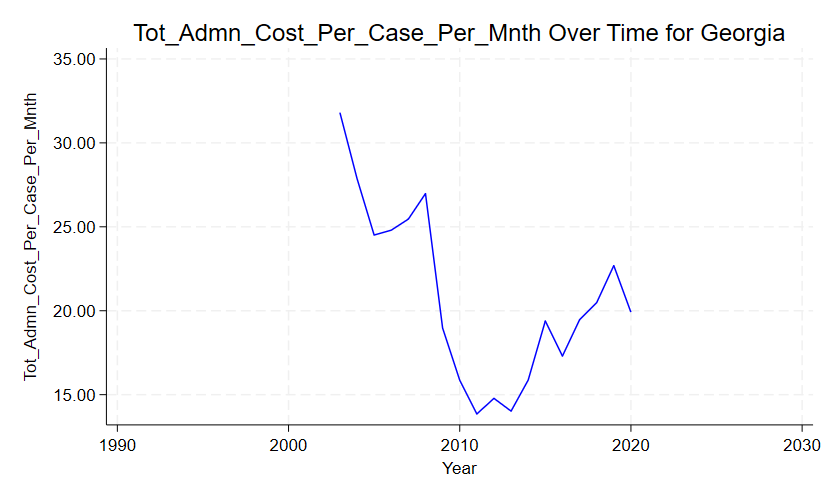 Tot_Admn_Cost_Per_Case_Per_Mnth Over Time for Georgia
Tot_Admn_Cost_Per_Case_Per_Mnth
35.00
30.00
25.00
20.00
15.00
1990 2000 2010 2020 2030
Year